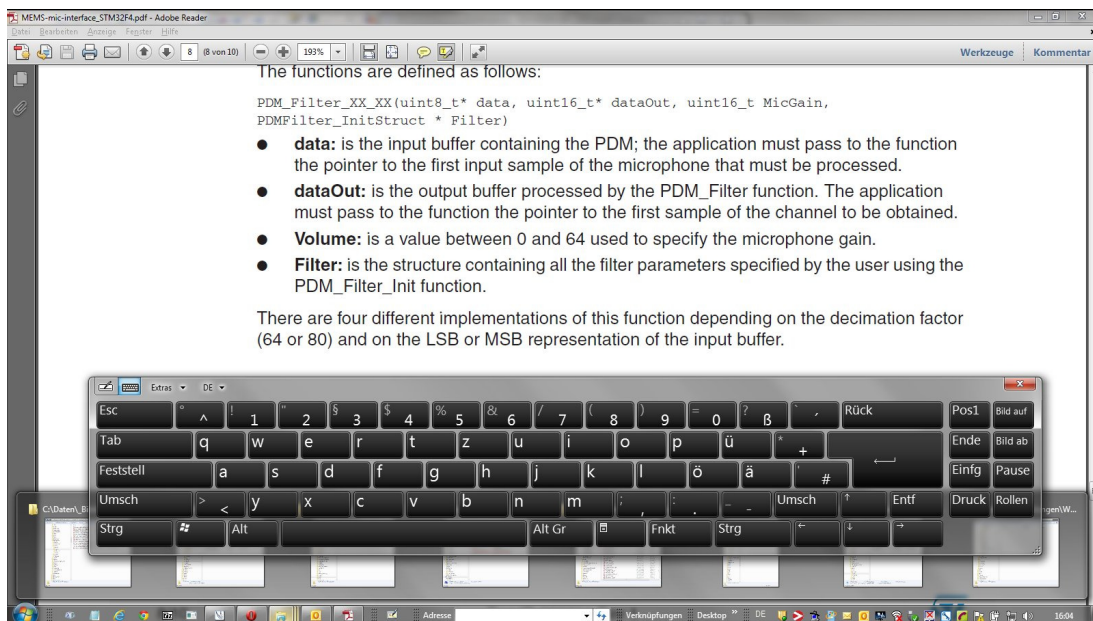 MEMS-mic-interface_STM32F4.pdf - Adobe Reader
Datei Bearbeiten Anzeige Fenster Hilfe
8 (8 von 10) 193% Werkzeuge Kommentar
The functions are defined as follows:
PDM_Filter_XX_XX(uint8_t* data, uint16_t* dataOut, uint16_t MicGain,
PDMFilter_InitStruct * Filter)
● data: is the input buffer containing the PDM; the application must pass to the function
the pointer to the first input sample of the microphone that must be processed.
● dataOut: is the output buffer processed by the PDM_Filter function. The application
must pass to the function the pointer to the first sample of the channel to be obtained.
● Volume: is a value between 0 and 64 used to specify the microphone gain.
● Filter: is the structure containing all the filter parameters specified by the user using the
PDM_Filter_Init function.
There are four different implementations of this function depending on the decimation factor
(64 or 80) and on the LSB or MSB representation of the input buffer.
Extras DE
Esc ° ^ ! 1 " 2 § 3 $ 4 % 5 & 6 / 7 ( 8 ) 9 = 0 ? ß ` ´ Rück Pos1 Bild auf
Tab q w e r t z u i o p ü * + Ende Bild ab
Feststell a s d f g h j k l ö ä ' # Einfg Pause
Umsch > < y x c v b n m ; , : . _ - Umsch ↑ Entf Druck Rollen
Strg Alt Alt Gr Fnkt Strg ← ↓ →
C:\Daten\_B
ngen\W...
Adresse Verknüpfungen Desktop » DE 16:04